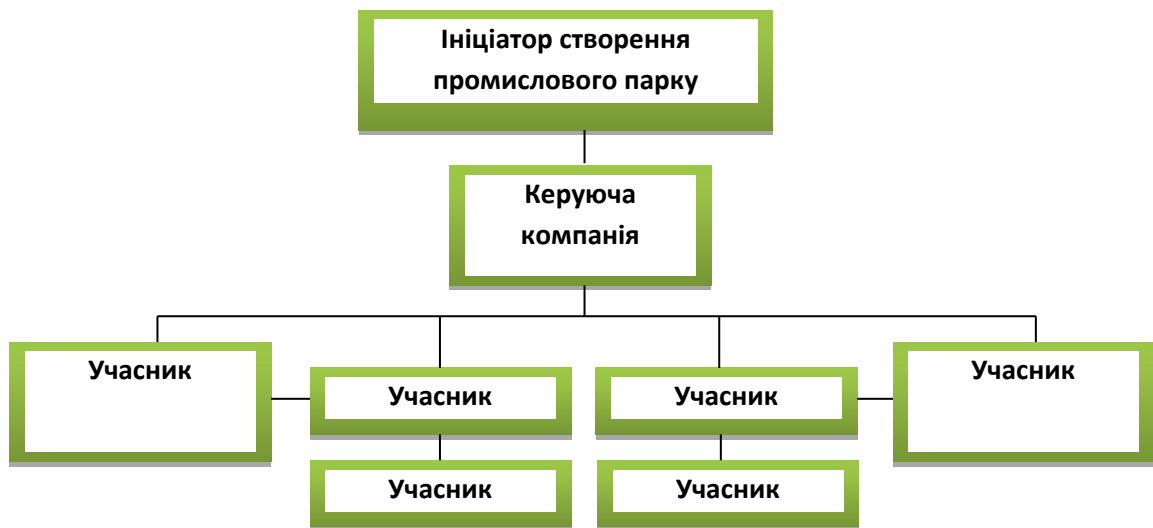 Ініціатор створення
промислового парку
Керуюча
компанія
Учасник
Учасник
Учасник
Учасник
Учасник
Учасник